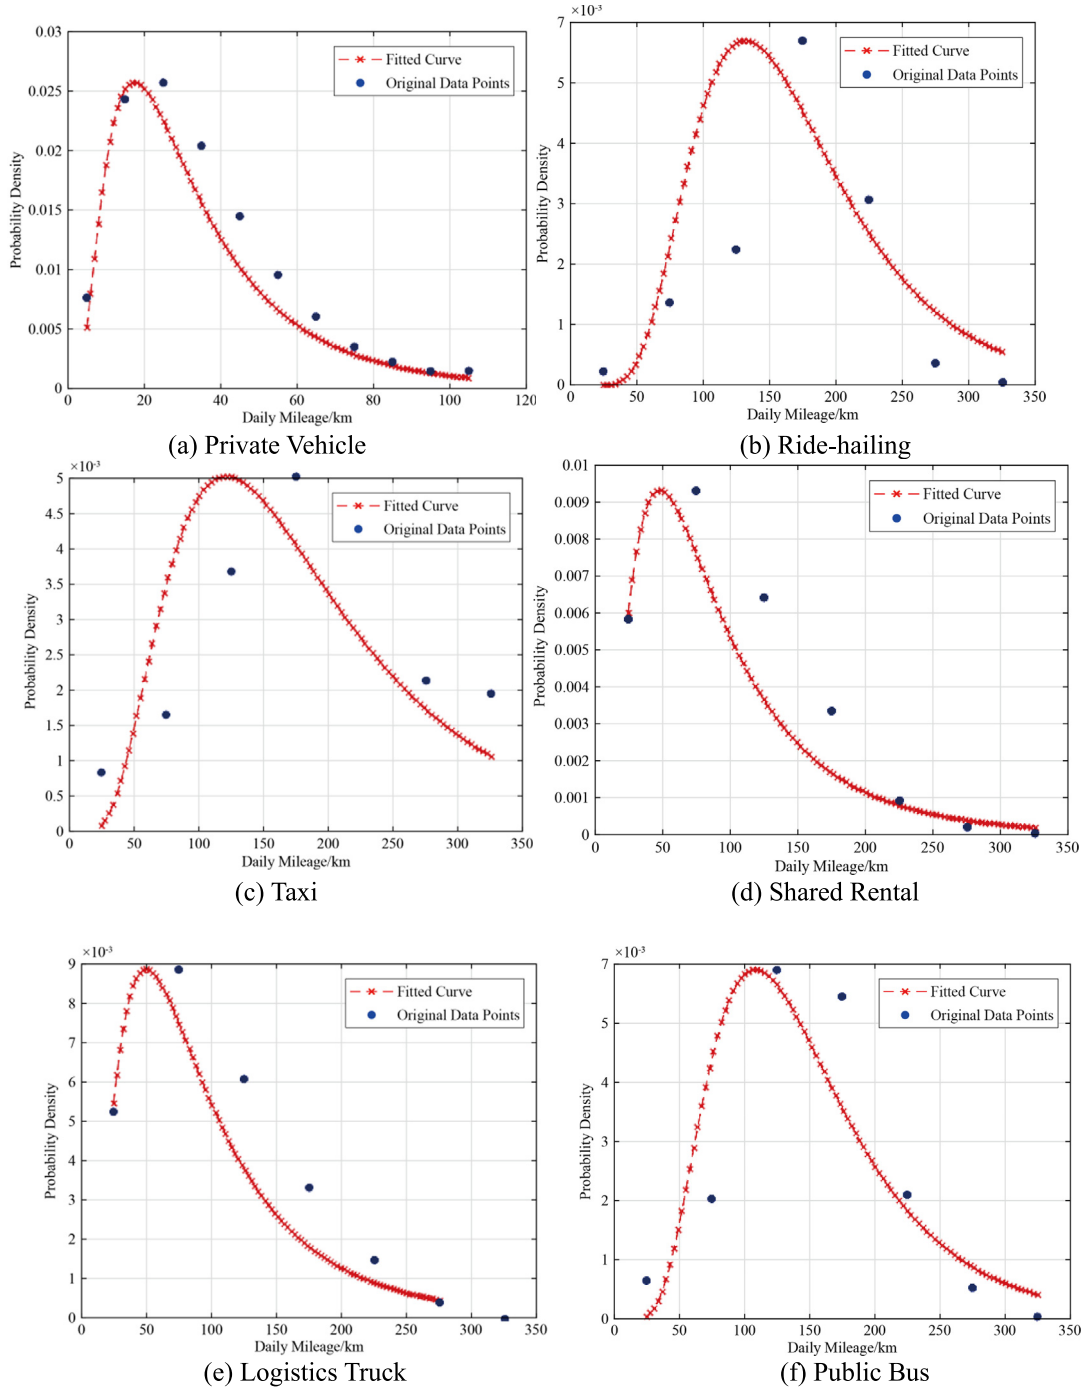 0.03
0.025
0.02
0.015
0.01
0.005
0
Probability Density
0 20 40 60 80 100 120
Daily Mileage/km
Fitted Curve
Original Data Points
(a) Private Vehicle
×10⁻³
7
6
5
4
3
2
1
0
Probability Density
0 50 100 150 200 250 300 350
Daily Mileage/km
Fitted Curve
Original Data Points
(b) Ride-hailing
×10⁻³
5
4.5
4
3.5
3
2.5
2
1.5
1
0.5
0
Probability Density
0 50 100 150 200 250 300 350
Daily Mileage/km
Fitted Curve
Original Data Points
(c) Taxi
0.01
0.009
0.008
0.007
0.006
0.005
0.004
0.003
0.002
0.001
0
Probability Density
0 50 100 150 200 250 300 350
Daily Mileage/km
Fitted Curve
Original Data Points
(d) Shared Rental
×10⁻³
9
8
7
6
5
4
3
2
1
0
Probability Density
0 50 100 150 200 250 300 350
Daily Mileage/km
Fitted Curve
Original Data Points
(e) Logistics Truck
×10⁻³
7
5
4
3
2
1
0
Probability Density
0 50 100 150 200 250 300 350
Daily Mileage/km
Fitted Curve
Original Data Points
(f) Public Bus